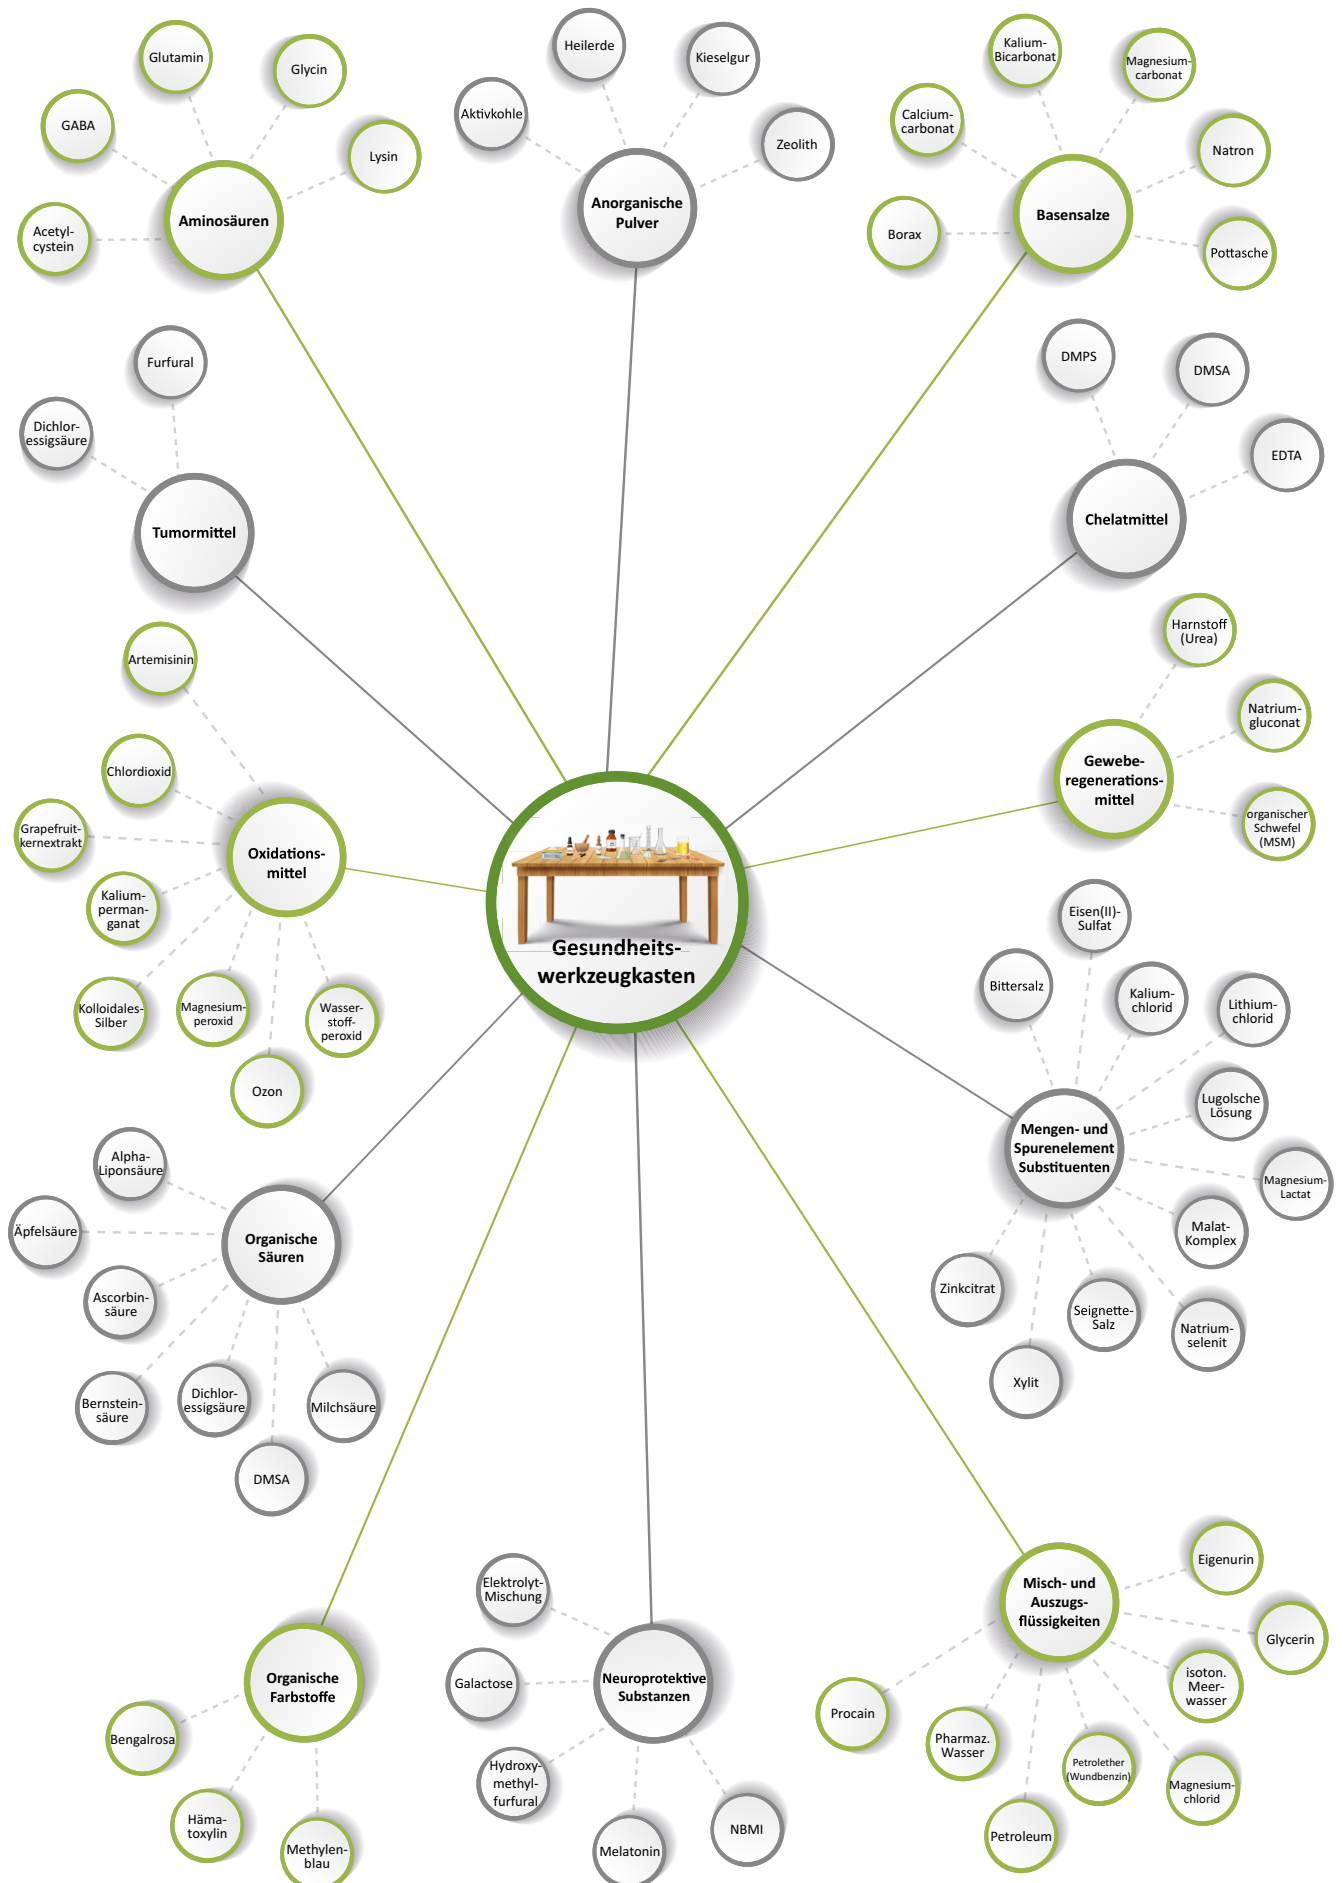 Glutamin
Glycin
GABA
Lysin
Aminosäuren
Acetyl-
cystein
Heilerde
Kieselgur
Aktivkohle
Zeolith
Anorganische
Pulver
Kalium-
Bicarbonat
Magnesium-
carbonat
Calcium-
carbonat
Natron
Basensalze
Borax
Pottasche
Furfural
Dichlor-
essigsäure
Tumormittel
DMPS
DMSA
EDTA
Chelatmittel
Artemisinin
Chlordioxid
Grapefruit-
kernextrakt
Oxidations-
mittel
Kalium-
perman-
ganat
Kolloidales-
Silber
Magnesium-
peroxid
Wasser-
stoff-
peroxid
Ozon
Harnstoff
(Urea)
Natrium-
gluconat
Gewebe-
regenerations-
mittel
organischer
Schwefel
(MSM)
Gesundheits-
werkzeugkasten
Eisen(II)-
Sulfat
Bittersalz
Kalium-
chlorid
Lithium-
chlorid
Lugolsche
Lösung
Mengen- und
Spurenelement
Substituenten
Magnesium-
Lactat
Malat-
Komplex
Zinkcitrat
Seignette-
Salz
Natrium-
selenit
Xylit
Alpha-
Liponsäure
Äpfelsäure
Organische
Säuren
Ascorbin-
säure
Bernstein-
säure
Dichlor-
essigsäure
Milchsäure
DMSA
Organische
Farbstoffe
Bengalrosa
Häma-
toxylin
Methylen-
blau
Elektrolyt-
Mischung
Galactose
Neuroprotektive
Substanzen
Hydroxy-
methyl-
furfural
Melatonin
NBMI
Misch- und
Auszugs-
flüssigkeiten
Eigenurin
Glycerin
isoton.
Meer-
wasser
Procain
Pharmaz.
Wasser
Petrolether
(Wundbenzin)
Magnesium-
chlorid
Petroleum